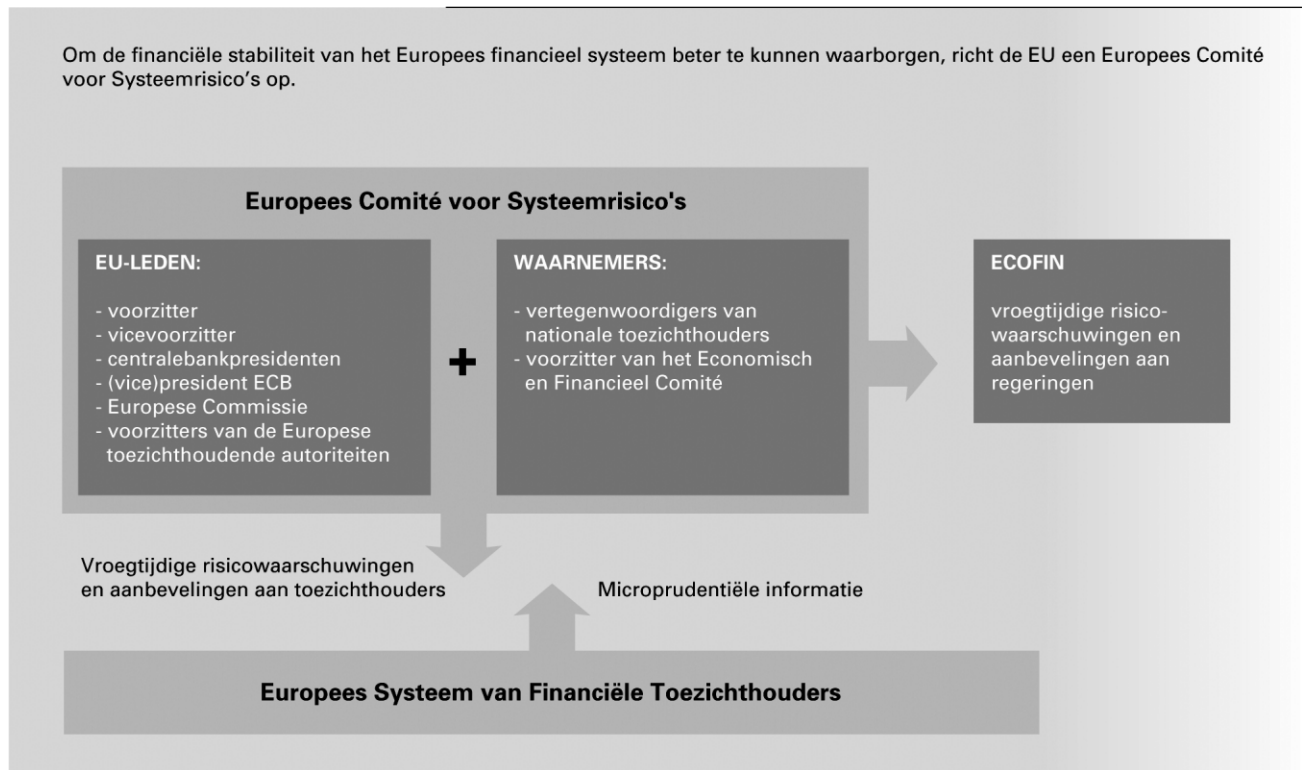 Om de financiële stabiliteit van het Europees financieel systeem beter te kunnen waarborgen, richt de EU een Europees Comité
voor Systeemrisico's op.
Europees Comité voor Systeemrisico's
EU-LEDEN:
- voorzitter
- vicevoorzitter
- centralebankpresidenten
- (vice)president ECB
- Europese Commissie
- voorzitters van de Europese
toezichthoudende autoriteiten
+
WAARNEMERS:
- vertegenwoordigers van
nationale toezichthouders
- voorzitter van het Economisch
en Financieel Comité
ECOFIN
vroegtijdige risico-
waarschuwingen en
aanbevelingen aan
regeringen
Vroegtijdige risicowaarschuwingen
en aanbevelingen aan toezichthouders
Microprudentiële informatie
Europees Systeem van Financiële Toezichthouders